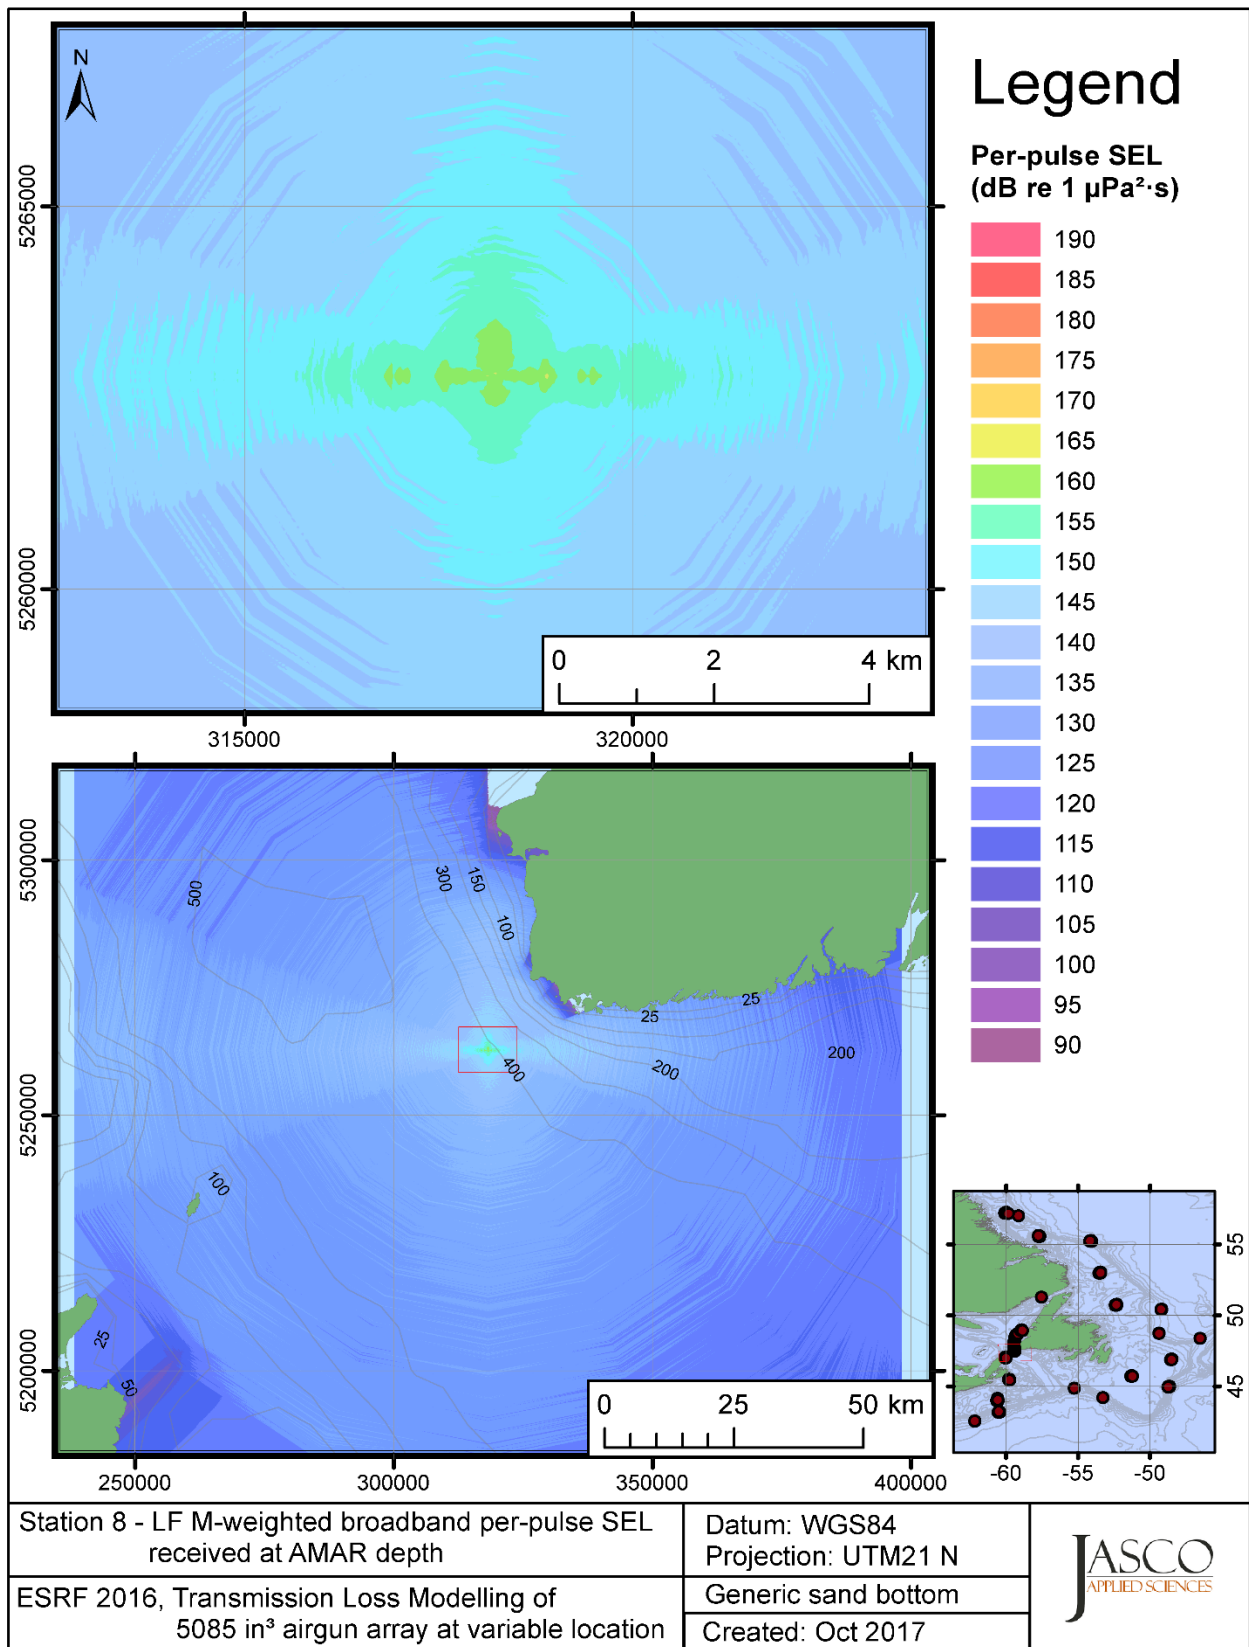 N
5265000
5260000
0 2 4 km
315000 320000
Legend
Per-pulse SEL
(dB re 1 µPa²·s)
190
185
180
175
170
165
160
155
150
145
140
135
130
125
120
115
110
105
100
95
90
5300000
5250000
5200000
500
300
150
100
25
25
200
200
400
100
25
50
0 25 50 km
250000 300000 350000 400000
55
50
45
-60 -55 -50
Station 8 - LF M-weighted broadband per-pulse SEL
received at AMAR depth
ESRF 2016, Transmission Loss Modelling of
5085 in³ airgun array at variable location
Datum: WGS84
Projection: UTM21 N
Generic sand bottom
Created: Oct 2017
JASCO
APPLIED SCIENCES